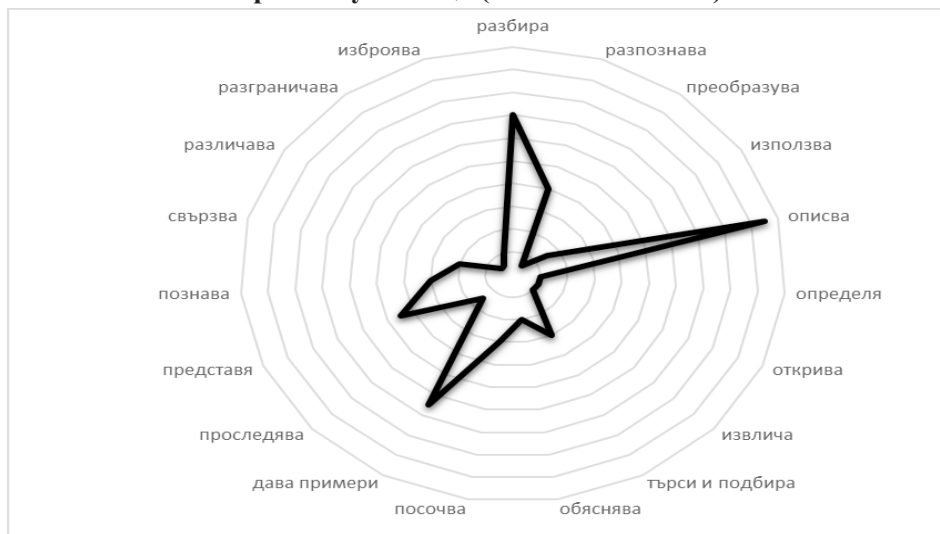 разбира
разпознава
преобразува
използва
описва
определя
открива
извлича
търси и подбира
обяснява
посочва
дава примери
проследява
представя
познава
свързва
различава
разграничава
изброява